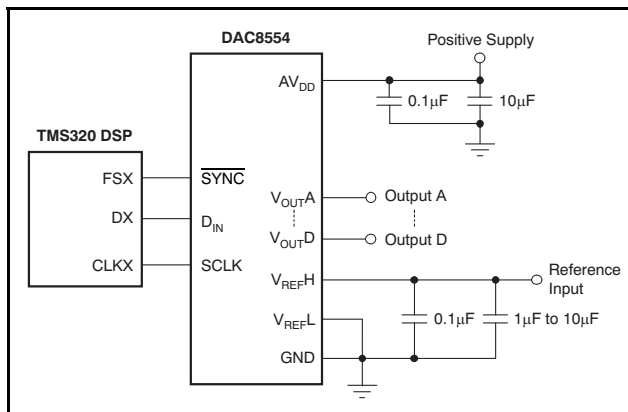 DAC8554
Positive Supply
AVDD
0.1μF
10μF
TMS320 DSP
FSX
SYNC
VOUTA
Output A
DX
DIN
VOUTD
Output D
CLKX
SCLK
VREFH
Reference
Input
VREFL
0.1μF
1μF to 10μF
GND